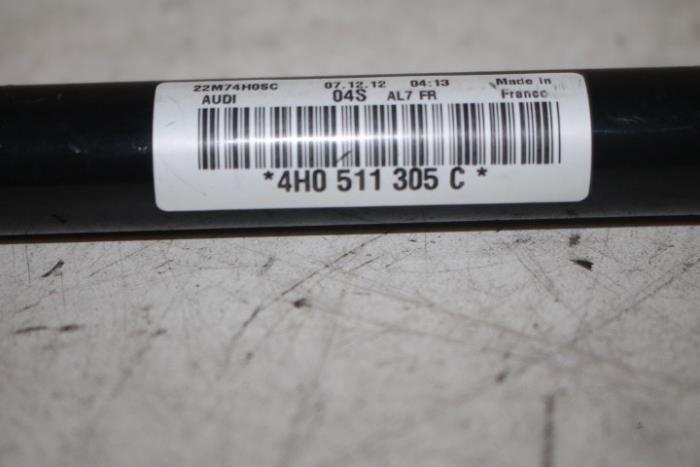 22M74H0SC 07.12.12 04:13 Made in
AUDI 04S AL7 FR France
*4H0 511 305 C*